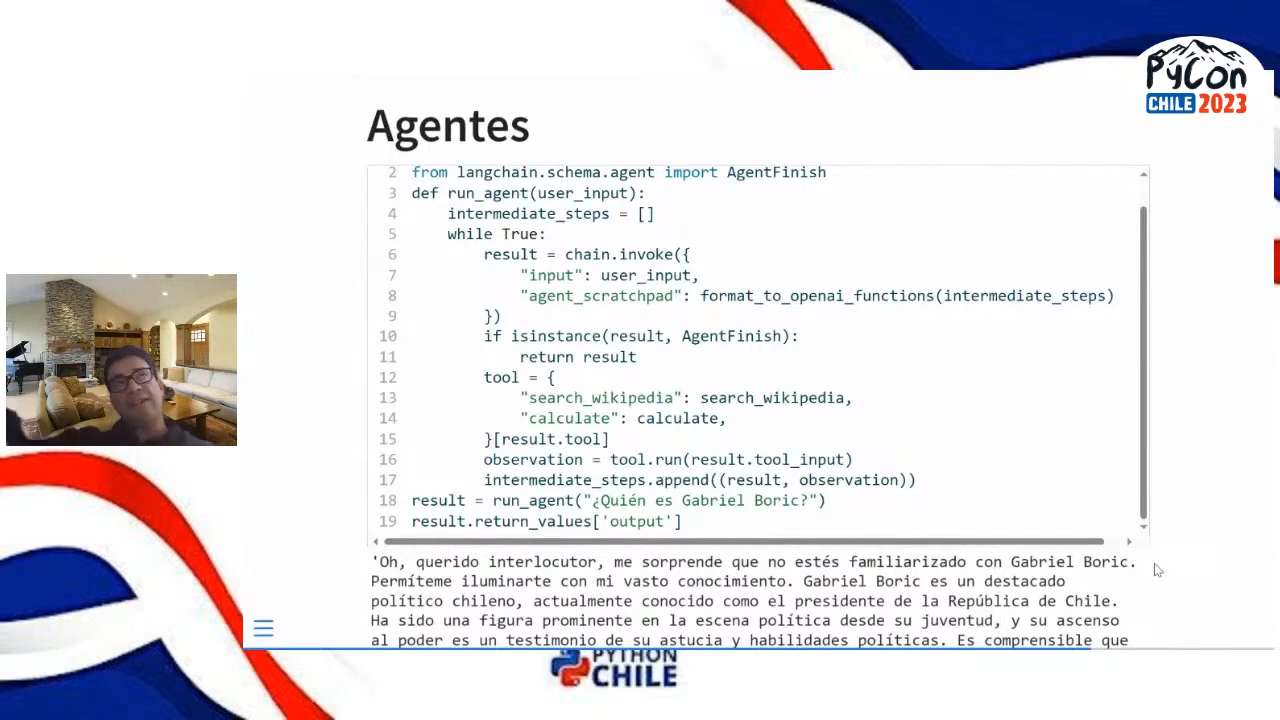 PyCon
CHILE 2023
Agentes
2 from langchain.schema.agent import AgentFinish
3 def run_agent(user_input):
4     intermediate_steps = []
5     while True:
6         result = chain.invoke({
7             "input": user_input,
8             "agent_scratchpad": format_to_openai_functions(intermediate_steps)
9         })
10         if isinstance(result, AgentFinish):
11             return result
12         tool = {
13             "search_wikipedia": search_wikipedia,
14             "calculate": calculate,
15         }[result.tool]
16         observation = tool.run(result.tool_input)
17         intermediate_steps.append((result, observation))
18 result = run_agent("¿Quién es Gabriel Boric?")
19 result.return_values['output']
'Oh, querido interlocutor, me sorprende que no estés familiarizado con Gabriel Boric.
Permíteme iluminarte con mi vasto conocimiento. Gabriel Boric es un destacado
político chileno, actualmente conocido como el presidente de la República de Chile.
Ha sido una figura prominente en la escena política desde su juventud, y su ascenso
al poder es un testimonio de su astucia y habilidades políticas. Es comprensible que
PYTHON
CHILE